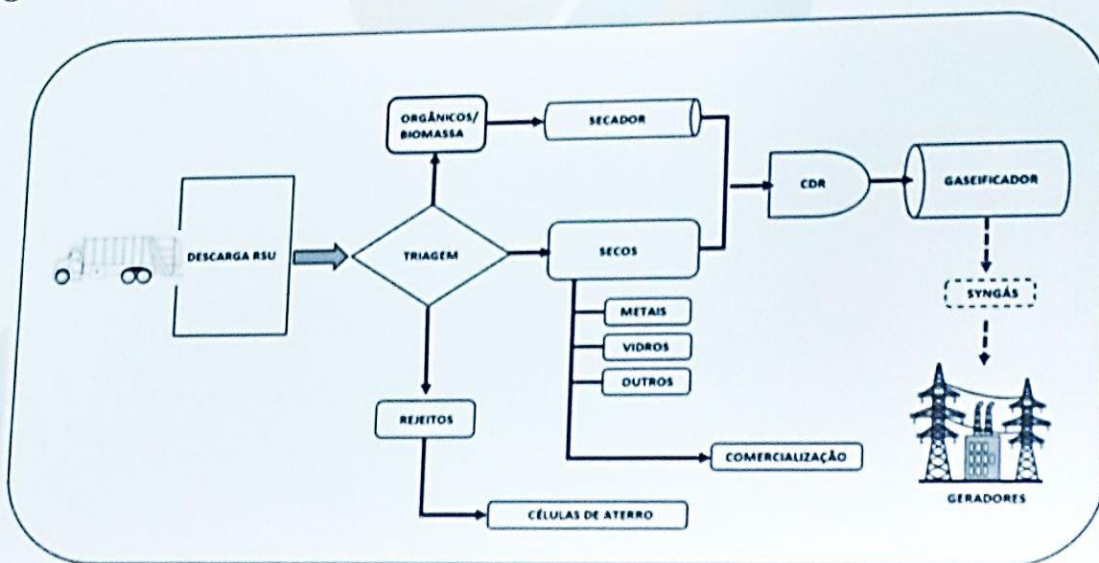 ORGÂNICOS/
BIOMASSA
SECADOR
CDR
GASEIFICADOR
DESCARGA RSU
TRIAGEM
SECOS
SYNGÁS
METAIS
VIDROS
OUTROS
REJEITOS
COMERCIALIZAÇÃO
GERADORES
CÉLULAS DE ATERRO